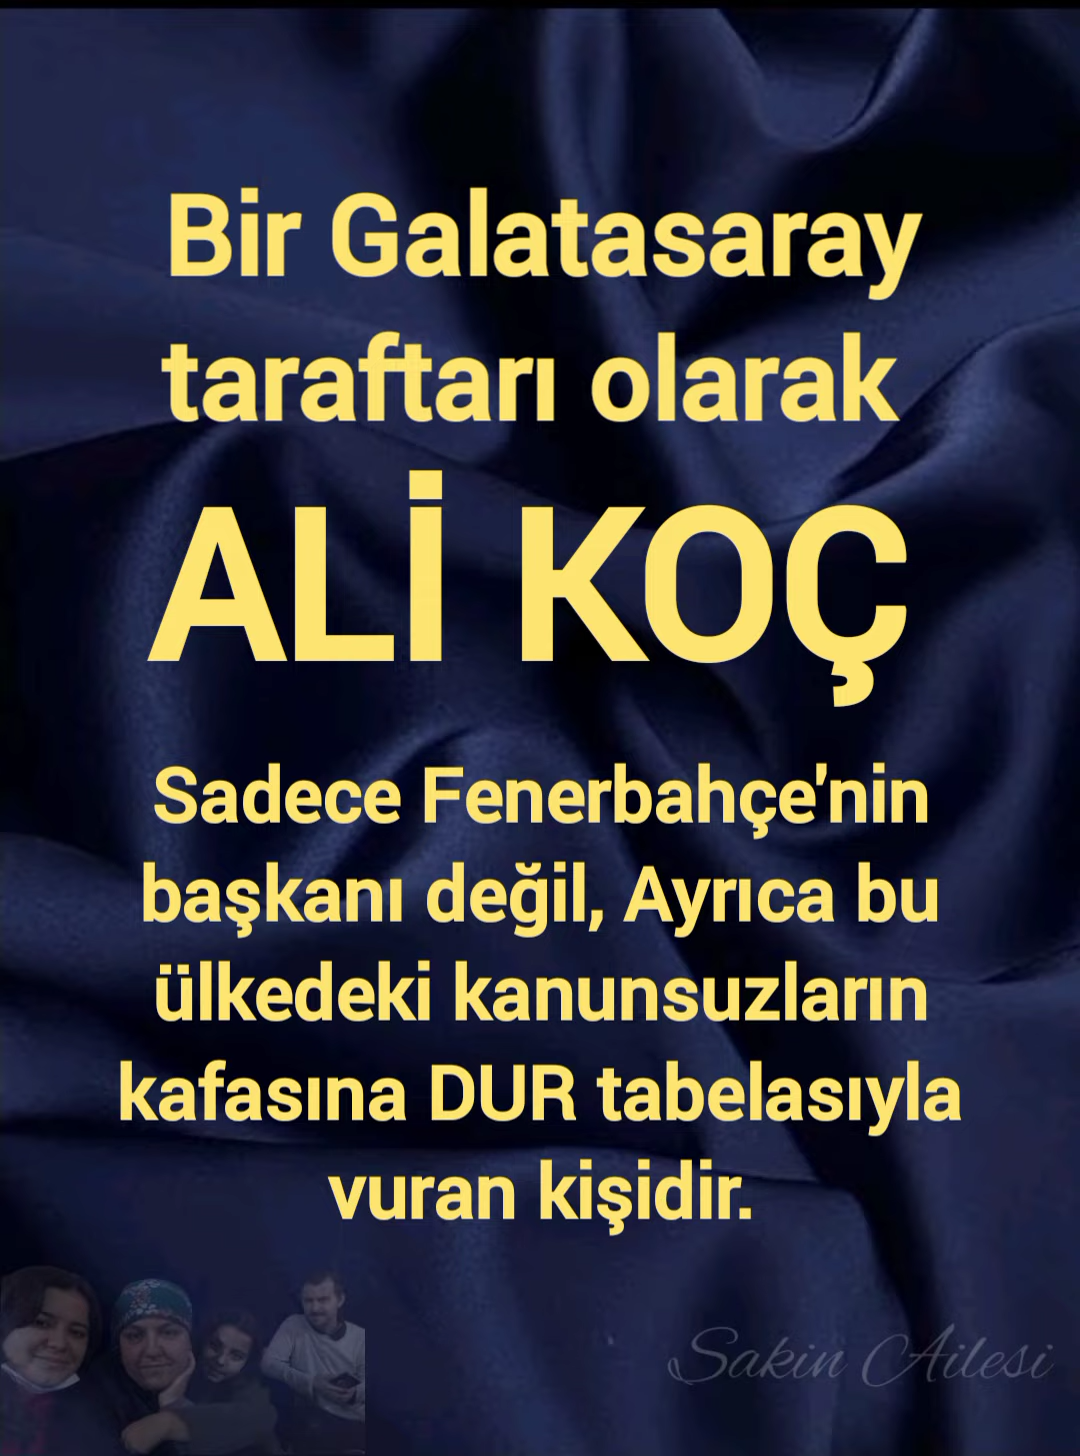 Bir Galatasaray
taraftarı olarak
ALİ KOÇ
Sadece Fenerbahçe'nin
başkanı değil, Ayrıca bu
ülkedeki kanunsuzların
kafasına DUR tabelasıyla
vuran kişidir.
Sakin Ailesi